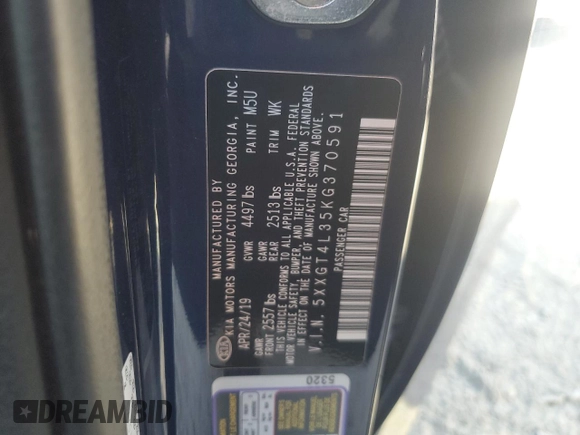 MANUFACTURED BY
KIA KIA MOTORS MANUFACTURING GEORGIA, INC.
APR/24/19 GVWR 4497 lbs PAINT M5U
GAWR FRONT 2557 lbs GAWR REAR 2513 lbs TRIM WK
THIS VEHICLE CONFORMS TO ALL APPLICABLE U.S.A. FEDERAL
MOTOR VEHICLE SAFETY, BUMPER, AND THEFT PREVENTION STANDARDS
IN EFFECT ON THE DATE OF MANUFACTURE SHOWN ABOVE.
V.I.N. 5XXGT4L35KG370591
PASSENGER CAR
5320
DREAMBID